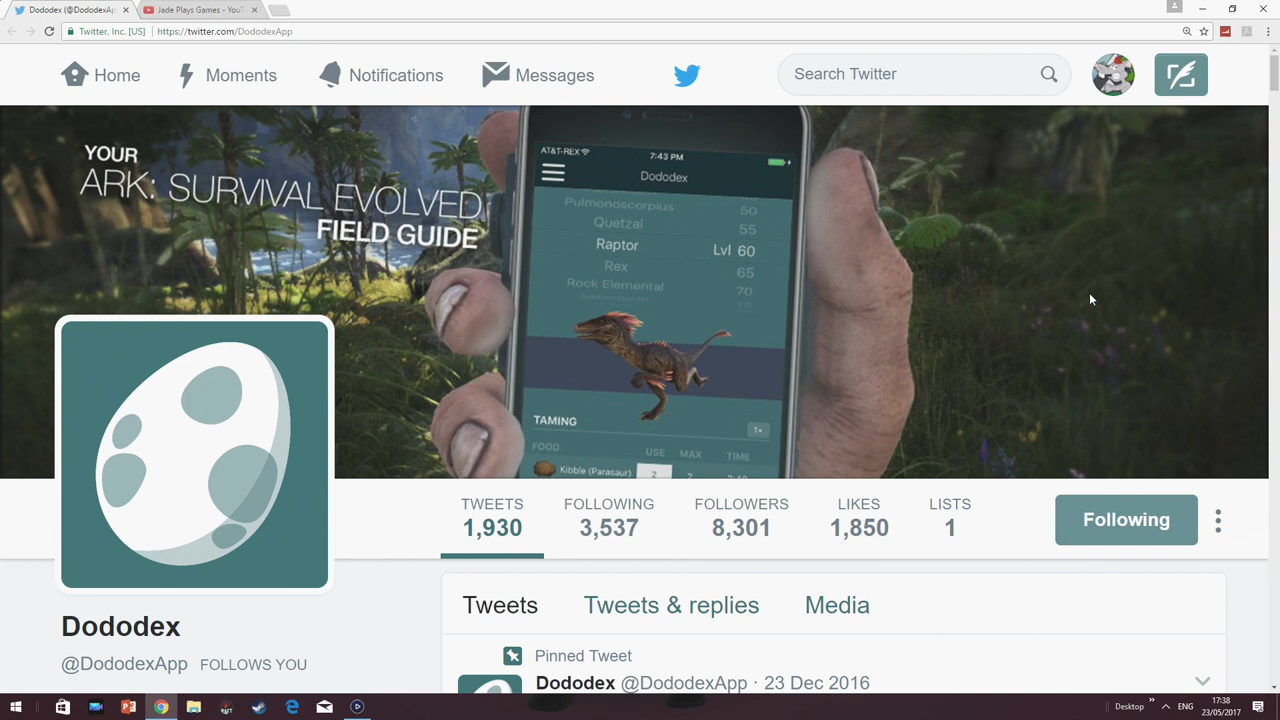 Dododex (@DododexAp
Jade Plays Games - YouT
Twitter, Inc. [US]
https://twitter.com/DododexApp
Home
Moments
Notifications
Messages
Search Twitter
YOUR
ARK: SURVIVAL EVOLVED
FIELD GUIDE
AT&T-REX
7:43 PM
Dododex
Pulmonoscorpius 50
Quetzal 55
Raptor Lvl 60
Rex 65
Rock Elemental 70
TAMING
1×
FOOD USE MAX TIME
Kibble (Parasaur) 2
TWEETS FOLLOWING FOLLOWERS LIKES LISTS
1,930 3,537 8,301 1,850 1
Following
Tweets Tweets & replies Media
Dododex
@DododexApp FOLLOWS YOU
Pinned Tweet
Dododex @DododexApp · 23 Dec 2016
Desktop
ENG
17:38
23/05/2017